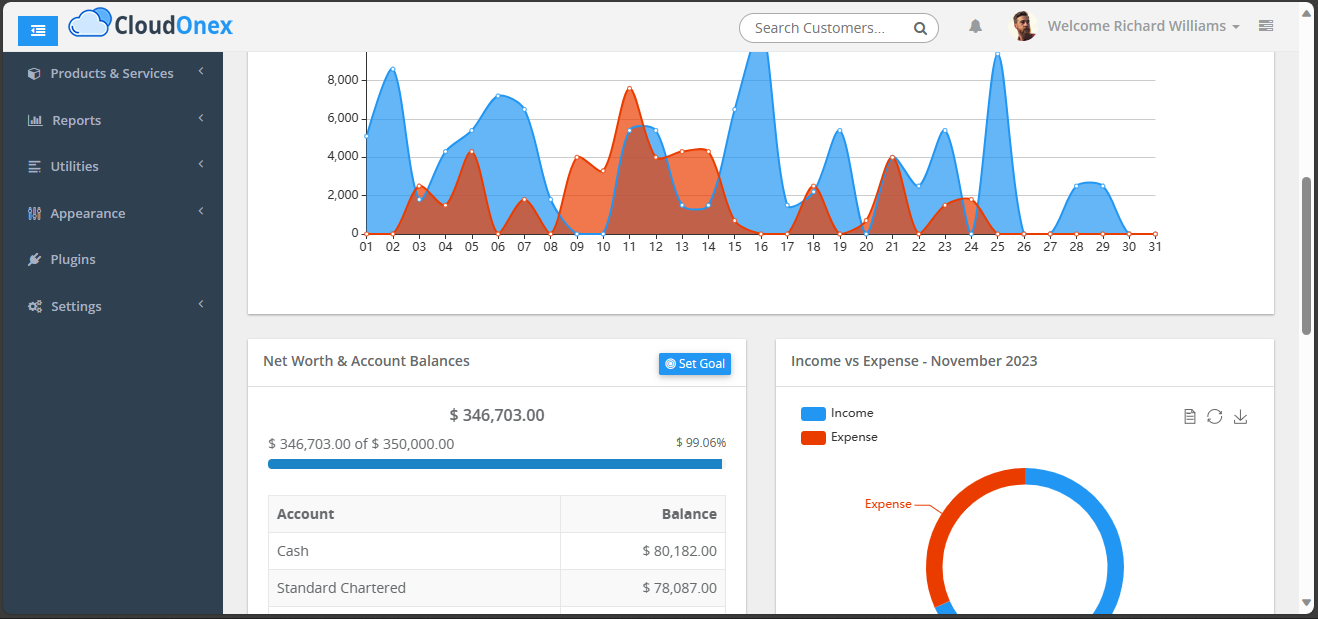 CloudOnex
Search Customers...
Welcome Richard Williams
Products & Services
Reports
Utilities
Appearance
Plugins
Settings
8,000
6,000
4,000
2,000
0
01 02 03 04 05 06 07 08 09 10 11 12 13 14 15 16 17 18 19 20 21 22 23 24 25 26 27 28 29 30 31
Net Worth & Account Balances
Set Goal
$ 346,703.00
$ 346,703.00 of $ 350,000.00
$ 99.06%
Account Balance
Cash $ 80,182.00
Standard Chartered $ 78,087.00
Income vs Expense - November 2023
Income
Expense
Expense